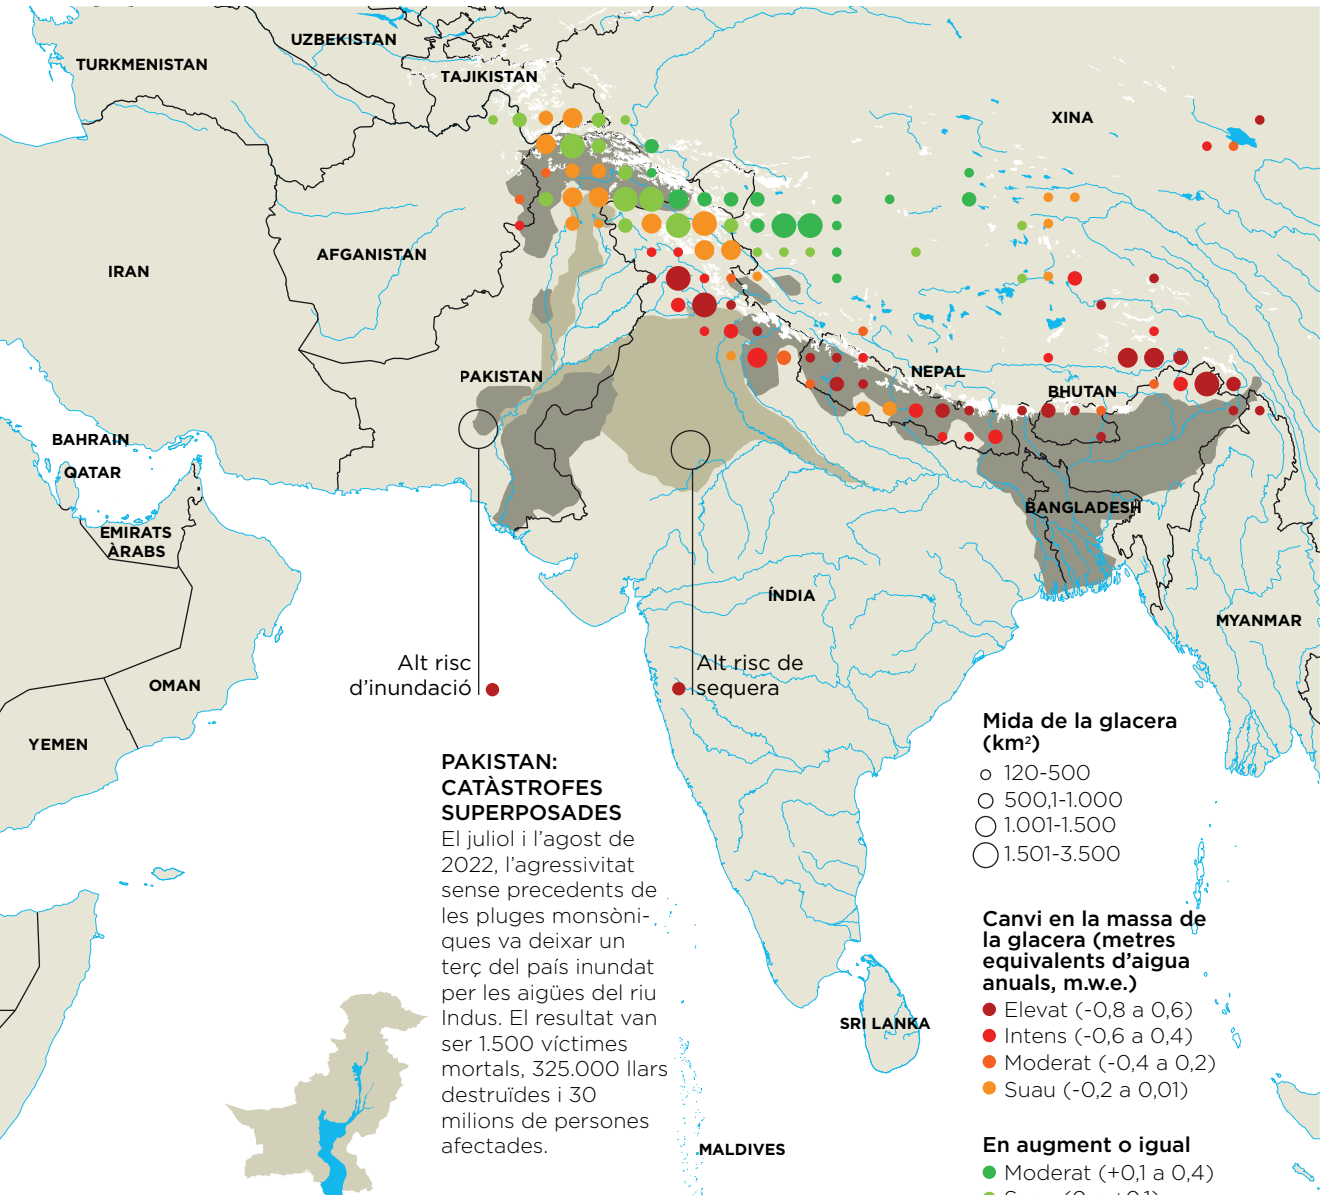 UZBEKISTAN
TURKMENISTAN
TAJIKISTAN
XINA
AFGANISTAN
IRAN
PAKISTAN
NEPAL
BHUTAN
BAHRAIN
QATAR
EMIRATS
ÀRABS
BANGLADESH
ÍNDIA
MYANMAR
OMAN
YEMEN
Alt risc
d’inundació
Alt risc de
sequera
PAKISTAN:
CATÀSTROFES
SUPERPOSADES
El juliol i l’agost de
2022, l’agressivitat
sense precedents de
les pluges monsòni-
ques va deixar un
terç del país inundat
per les aigües del riu
Indus. El resultat van
ser 1.500 víctimes
mortals, 325.000 llars
destruïdes i 30
milions de persones
afectades.
SRI LANKA
MALDIVES
Mida de la glacera
(km²)
120-500
500,1-1.000
1.001-1.500
1.501-3.500
Canvi en la massa de
la glacera (metres
equivalents d’aigua
anuals, m.w.e.)
Elevat (-0,8 a 0,6)
Intens (-0,6 a 0,4)
Moderat (-0,4 a 0,2)
Suau (-0,2 a 0,01)
En augment o igual
Moderat (+0,1 a 0,4)